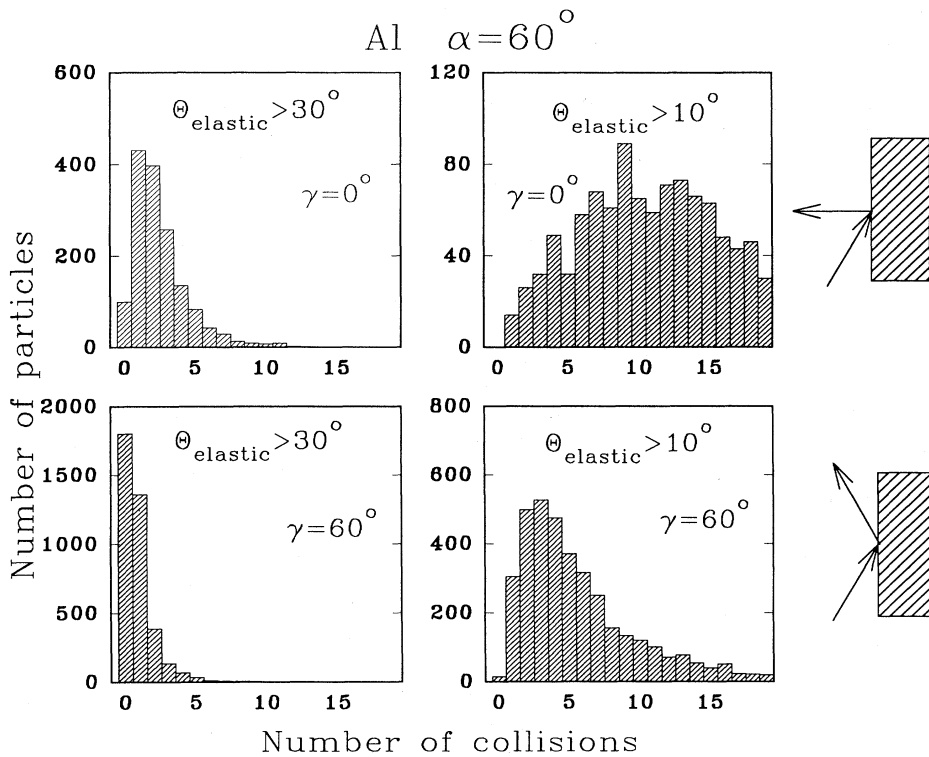 Al α=60°
600
400
200
0
0 5 10 15
Θelastic>30°
γ=0°
120
80
40
0
0 5 10 15
Θelastic>10°
γ=0°
2000
1500
1000
500
0
0 5 10 15
Θelastic>30°
γ=60°
800
600
400
200
0
0 5 10 15
Θelastic>10°
γ=60°
Number of particles
Number of collisions